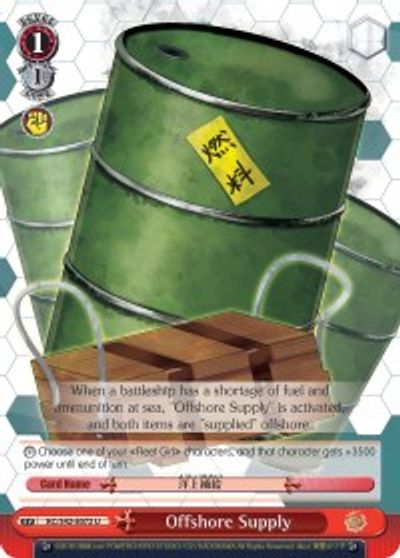 1
1
燃料
When a battleship has a shortage of fuel and
ammunition at sea, "Offshore Supply" is activated,
and both items are "supplied" offshore.
Choose one of your «Fleet Girl» characters, and that character gets +3500
power until end of turn.
Card Name 洋上補給
Offshore Supply